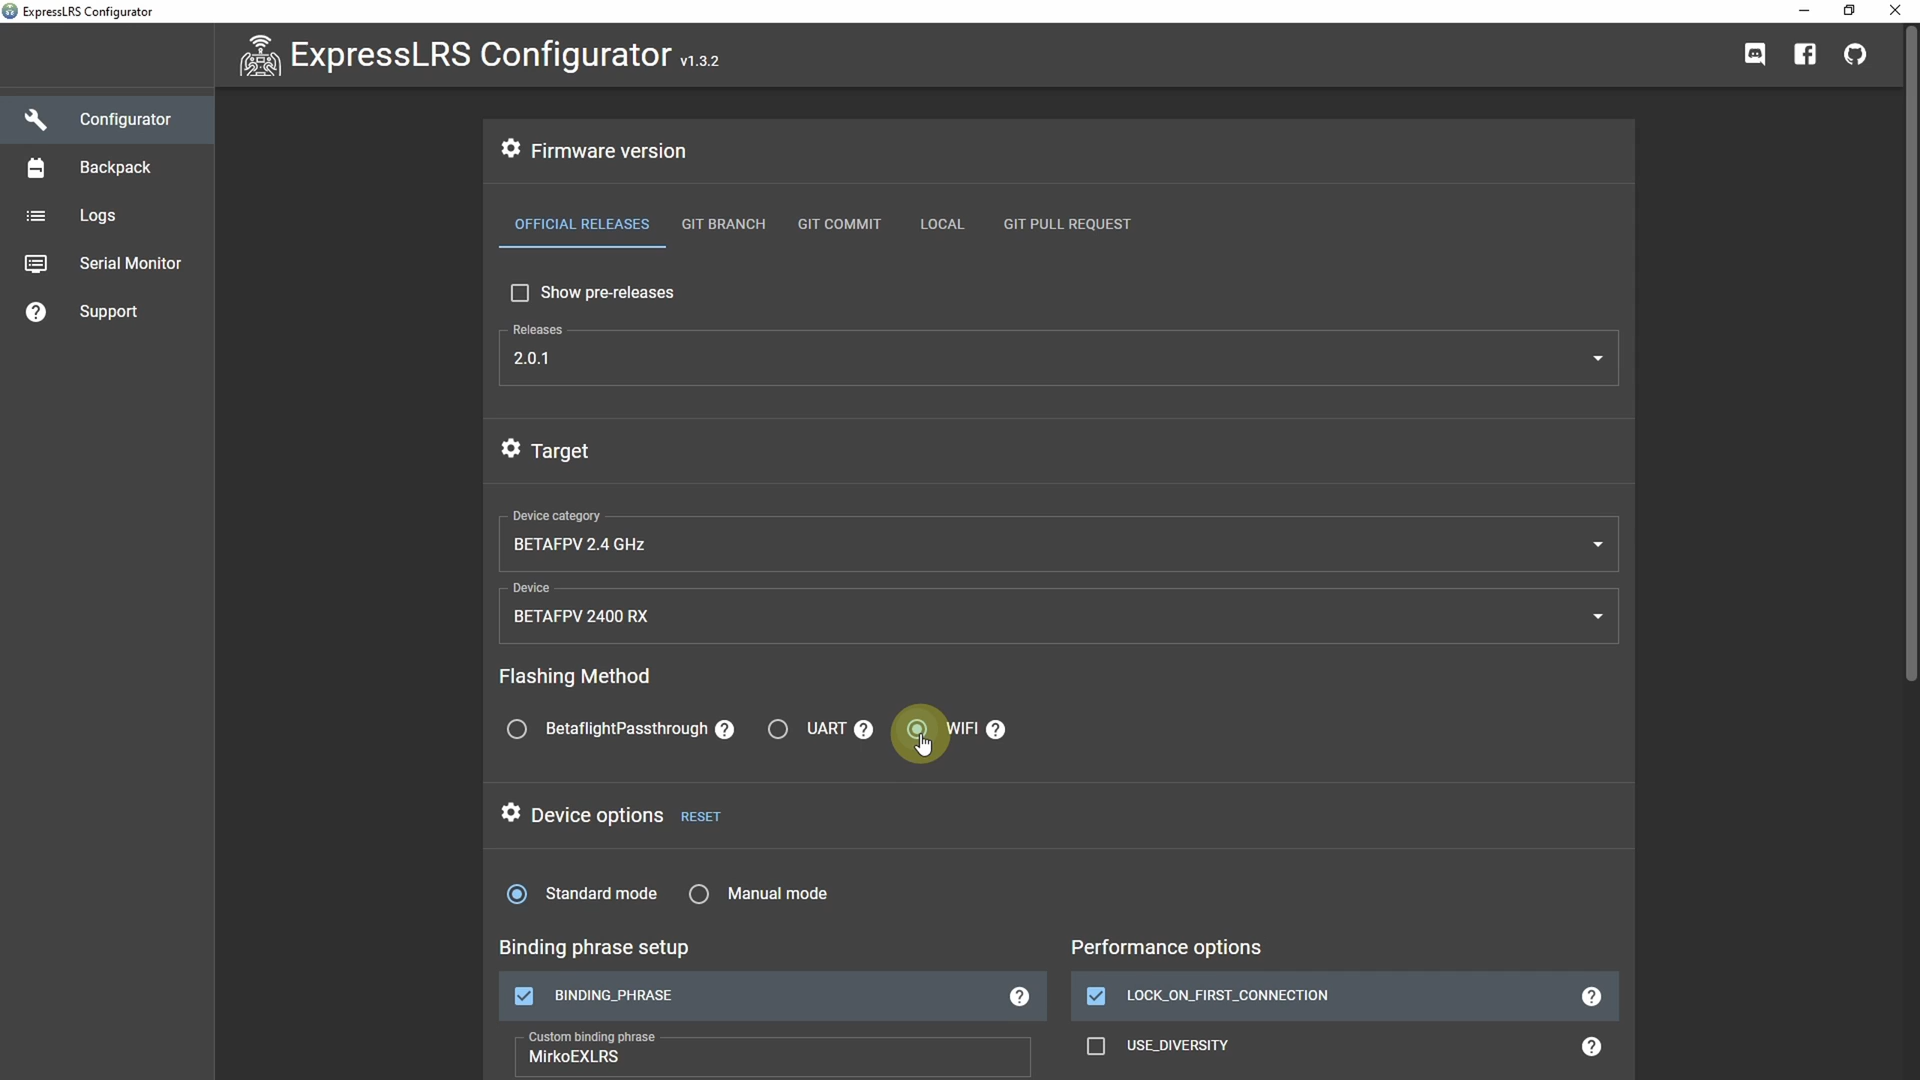 ExpressLRS Configurator
ExpressLRS Configurator v1.3.2
Configurator
Backpack
Logs
Serial Monitor
Support
Firmware version
OFFICIAL RELEASES GIT BRANCH GIT COMMIT LOCAL GIT PULL REQUEST
Show pre-releases
Releases
2.0.1
Target
Device category
BETAFPV 2.4 GHz
Device
BETAFPV 2400 RX
Flashing Method
BetaflightPassthrough UART WIFI
Device options RESET
Standard mode Manual mode
Binding phrase setup
BINDING_PHRASE
Custom binding phrase
MirkoEXLRS
Performance options
LOCK_ON_FIRST_CONNECTION
USE_DIVERSITY